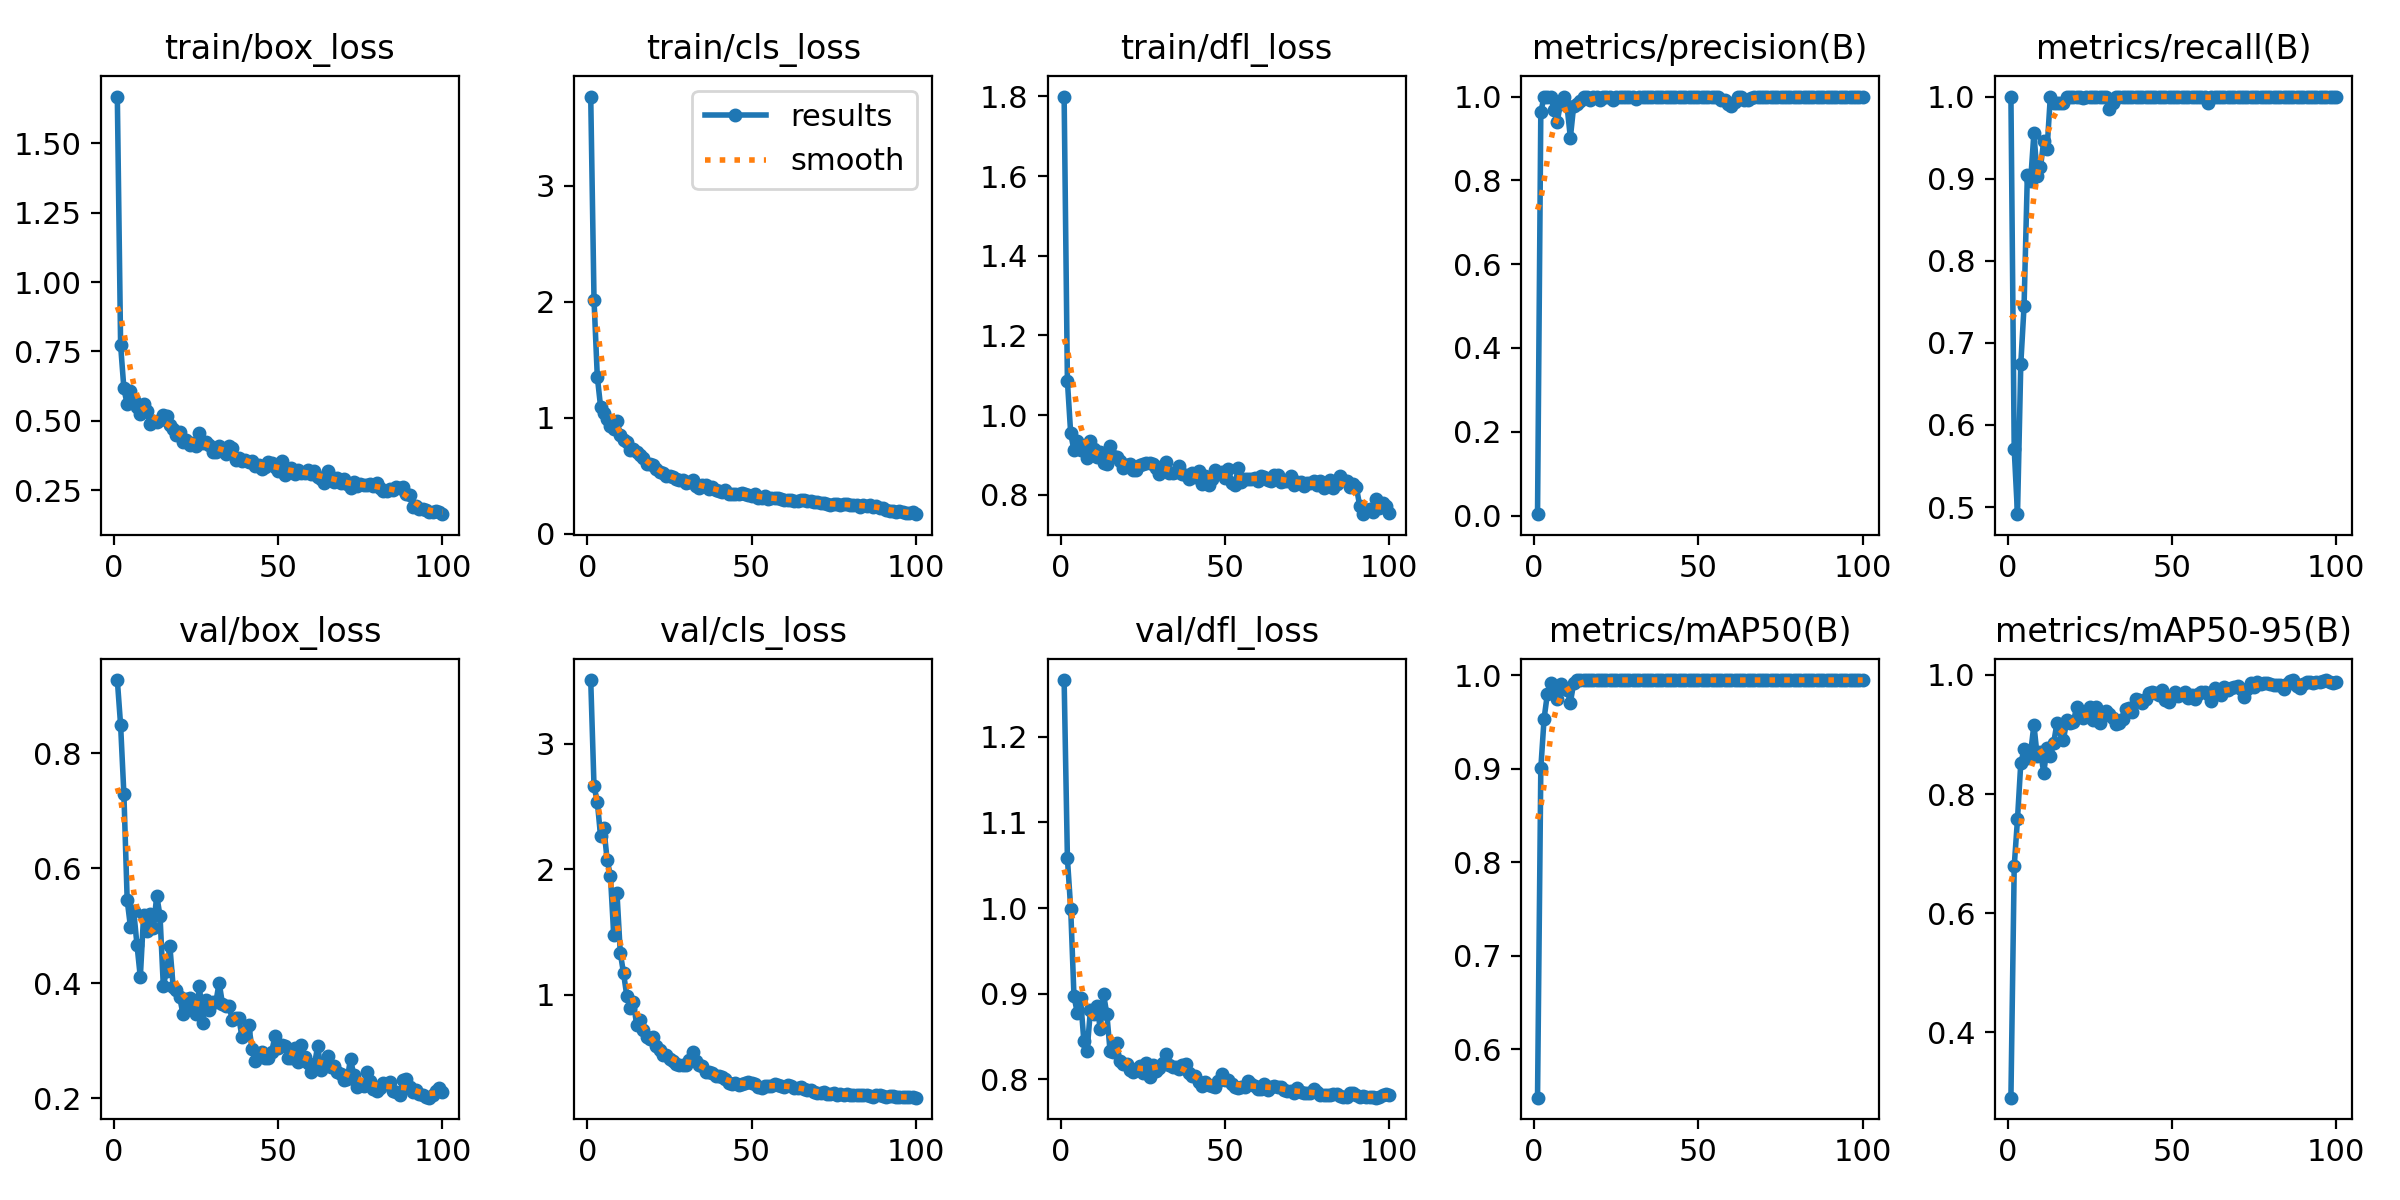 train/box_loss
1.50
1.25
1.00
0.75
0.50
0.25
0 50 100
train/cls_loss
results
smooth
3
2
1
0
0 50 100
train/dfl_loss
1.8
1.6
1.4
1.2
1.0
0.8
0 50 100
metrics/precision(B)
1.0
0.8
0.6
0.4
0.2
0.0
0 50 100
metrics/recall(B)
1.0
0.9
0.8
0.7
0.6
0.5
0 50 100
val/box_loss
0.8
0.6
0.4
0.2
0 50 100
val/cls_loss
3
2
1
0 50 100
val/dfl_loss
1.2
1.1
1.0
0.9
0.8
0 50 100
metrics/mAP50(B)
1.0
0.9
0.8
0.7
0.6
0 50 100
metrics/mAP50-95(B)
1.0
0.8
0.6
0.4
0 50 100